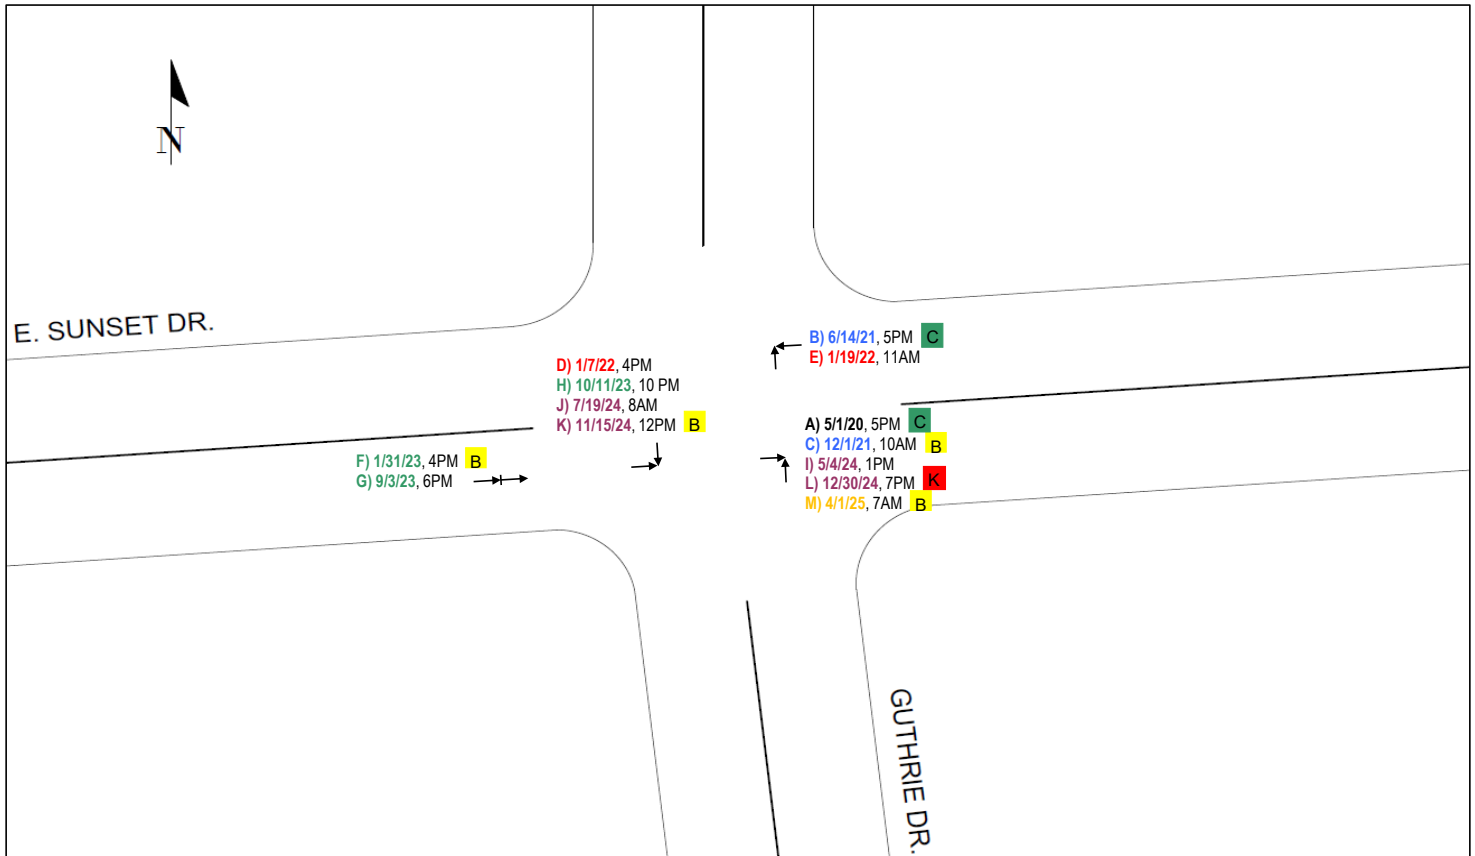 N
E. SUNSET DR.
B) 6/14/21, 5PM C
E) 1/19/22, 11AM
D) 1/7/22, 4PM
H) 10/11/23, 10 PM
J) 7/19/24, 8AM
K) 11/15/24, 12PM B
A) 5/1/20, 5PM C
C) 12/1/21, 10AM B
I) 5/4/24, 1PM
L) 12/30/24, 7PM K
M) 4/1/25, 7AM B
F) 1/31/23, 4PM B
G) 9/3/23, 6PM
GUTHRIE DR.